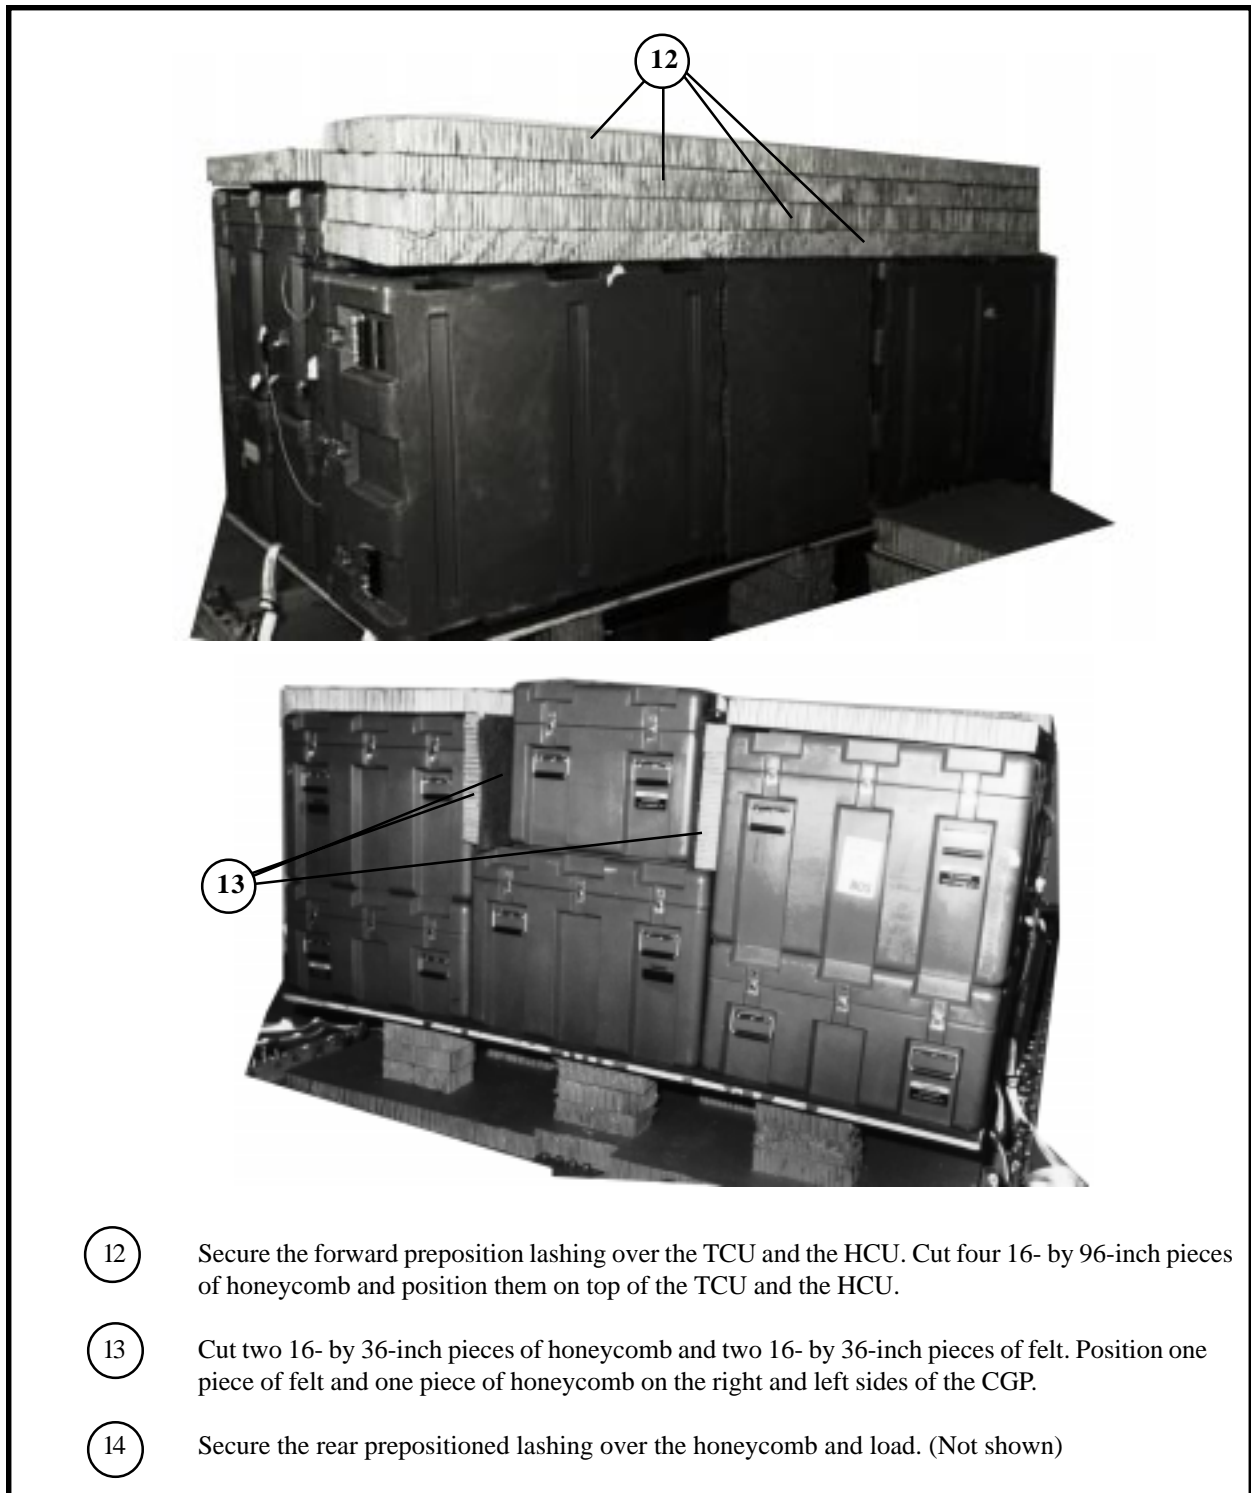 12
13
12 Secure the forward preposition lashing over the TCU and the HCU. Cut four 16- by 96-inch pieces
of honeycomb and position them on top of the TCU and the HCU.
13 Cut two 16- by 36-inch pieces of honeycomb and two 16- by 36-inch pieces of felt. Position one
piece of felt and one piece of honeycomb on the right and left sides of the CGP.
14 Secure the rear prepositioned lashing over the honeycomb and load. (Not shown)